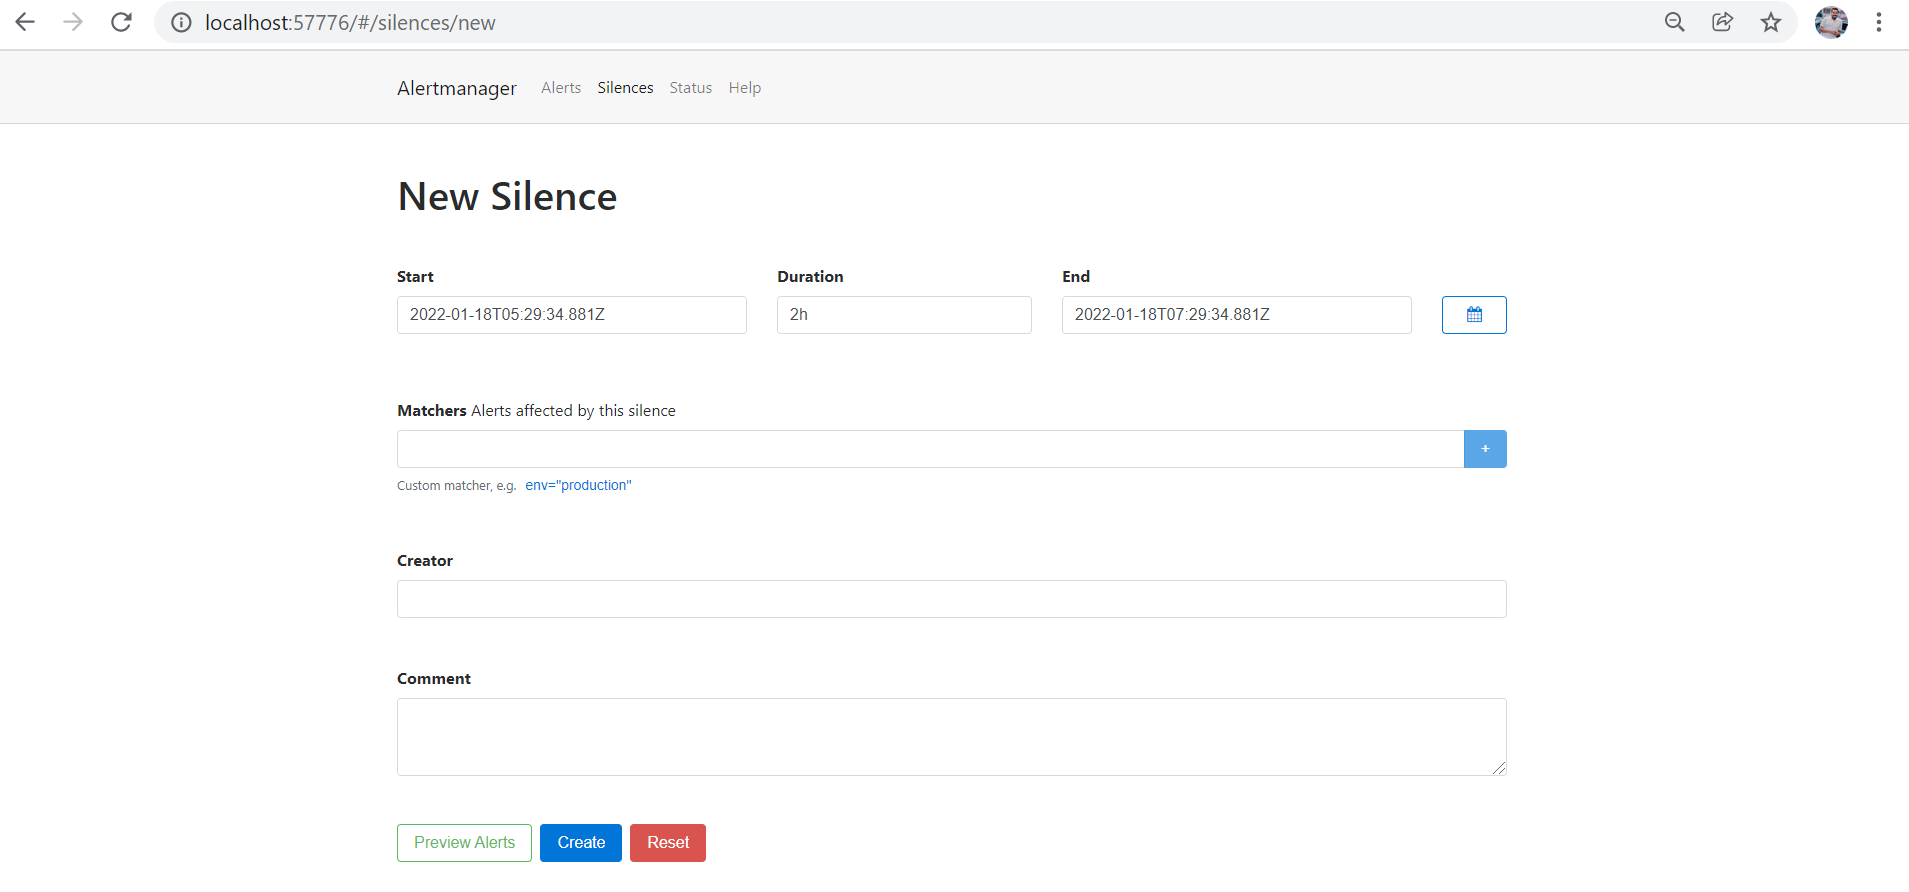 localhost:57776/#/silences/new
Alertmanager Alerts Silences Status Help
New Silence
Start Duration End
2022-01-18T05:29:34.881Z 2h 2022-01-18T07:29:34.881Z
Matchers Alerts affected by this silence
+
Custom matcher, e.g. env="production"
Creator
Comment
Preview Alerts Create Reset